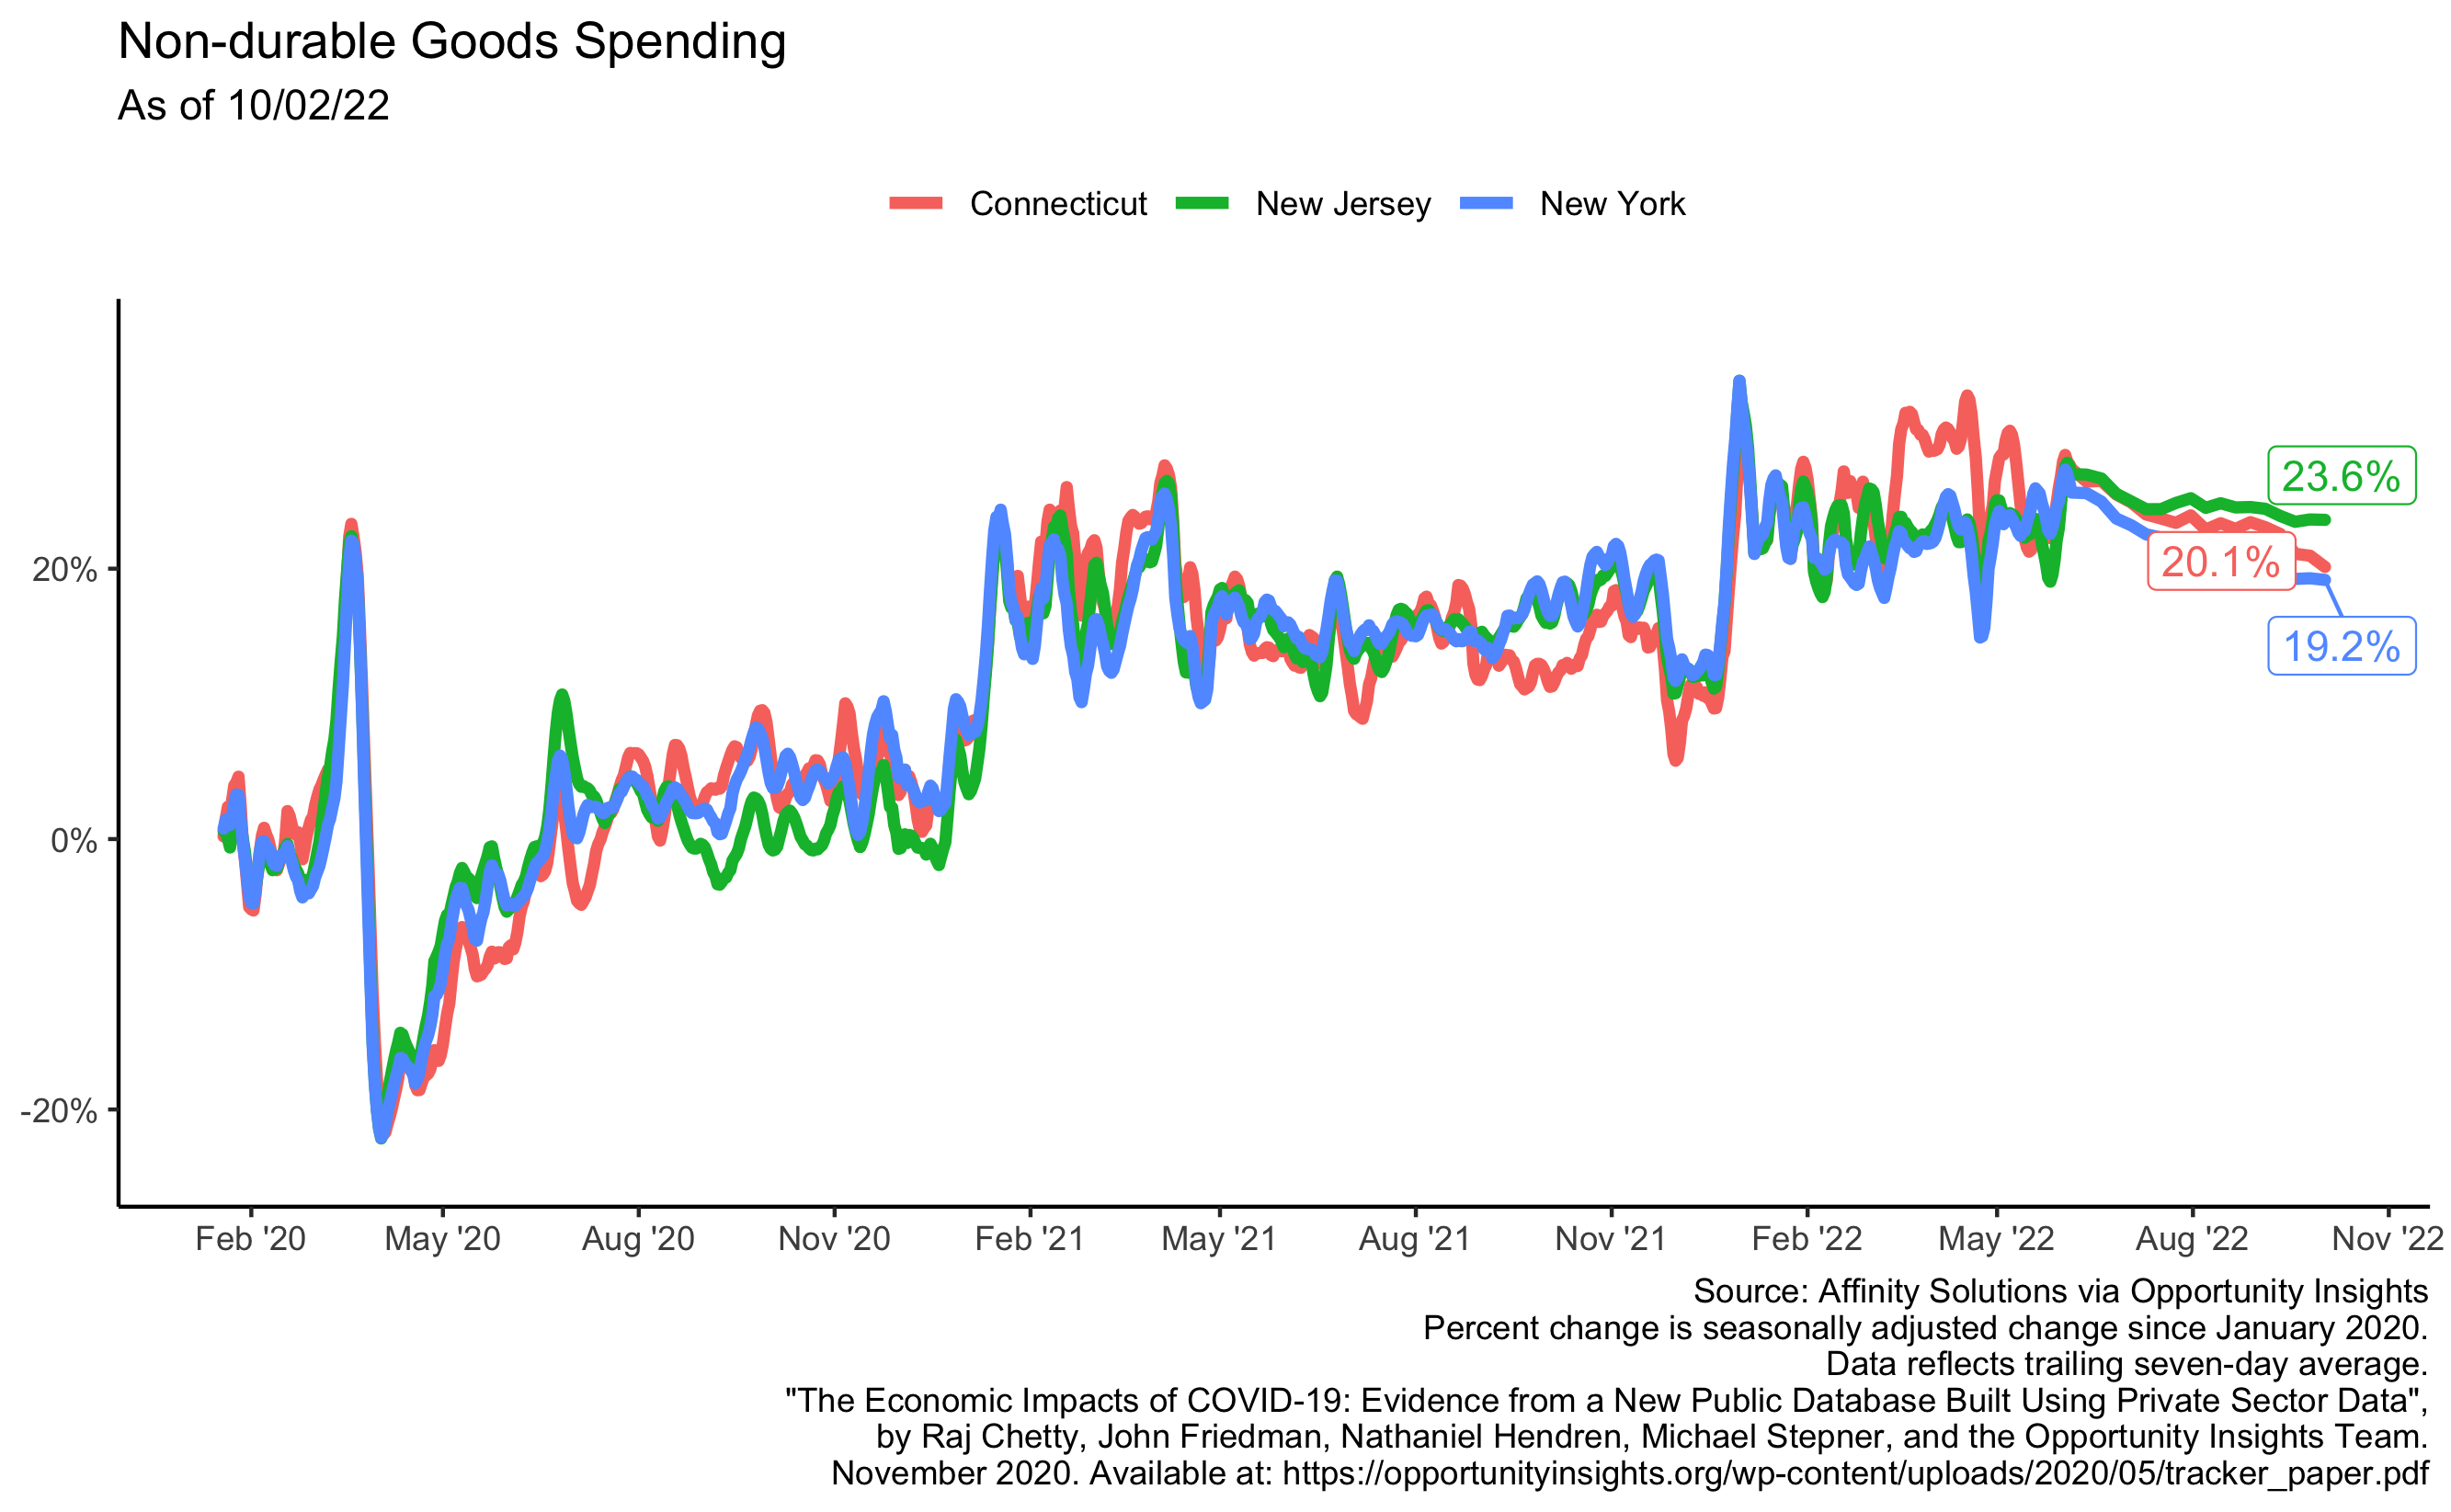 Non-durable Goods Spending
As of 10/02/22
Connecticut New Jersey New York
23.6%
20.1%
19.2%
20%
0%
-20%
Feb '20 May '20 Aug '20 Nov '20 Feb '21 May '21 Aug '21 Nov '21 Feb '22 May '22 Aug '22 Nov '22
Source: Affinity Solutions via Opportunity Insights
Percent change is seasonally adjusted change since January 2020.
Data reflects trailing seven-day average.
"The Economic Impacts of COVID-19: Evidence from a New Public Database Built Using Private Sector Data",
by Raj Chetty, John Friedman, Nathaniel Hendren, Michael Stepner, and the Opportunity Insights Team.
November 2020. Available at: https://opportunityinsights.org/wp-content/uploads/2020/05/tracker_paper.pdf